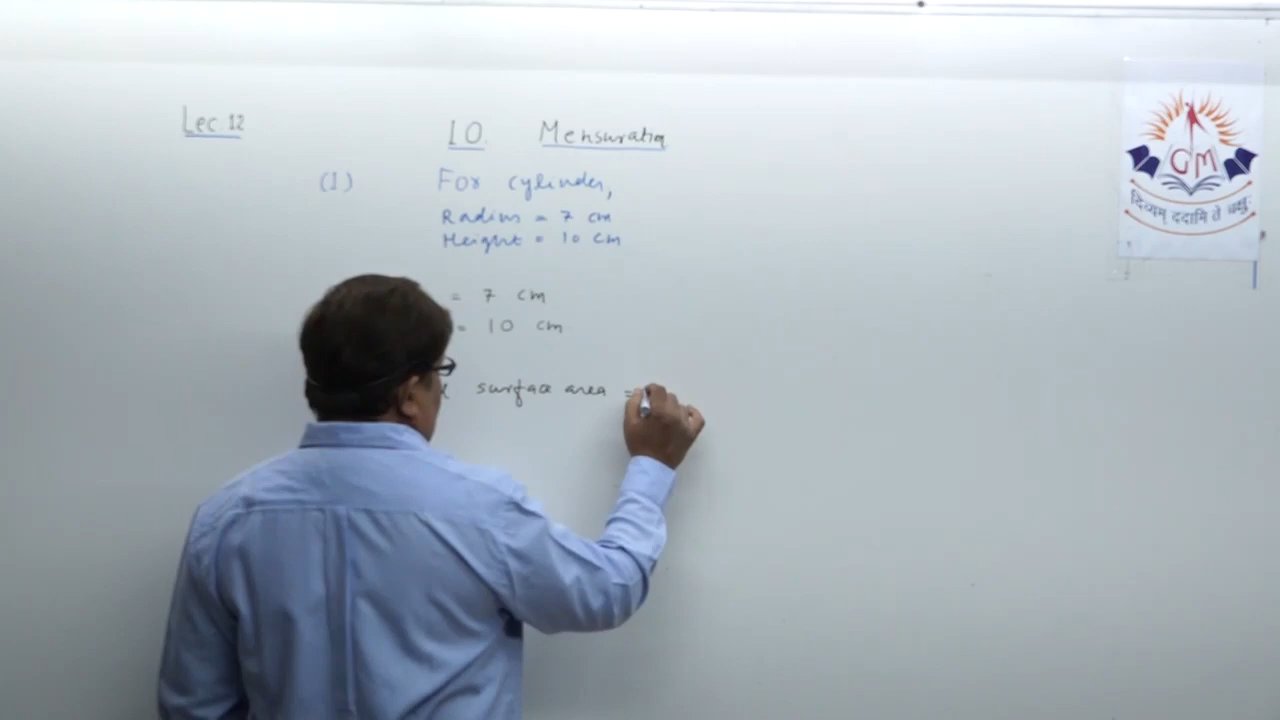 Lec 12
10. Mensuration
(1) For cylinder,
Radius = 7 cm
Height = 10 cm
= 7 cm
= 10 cm
surface area =
GM
दिव्यम् ददामि ते चक्षुः